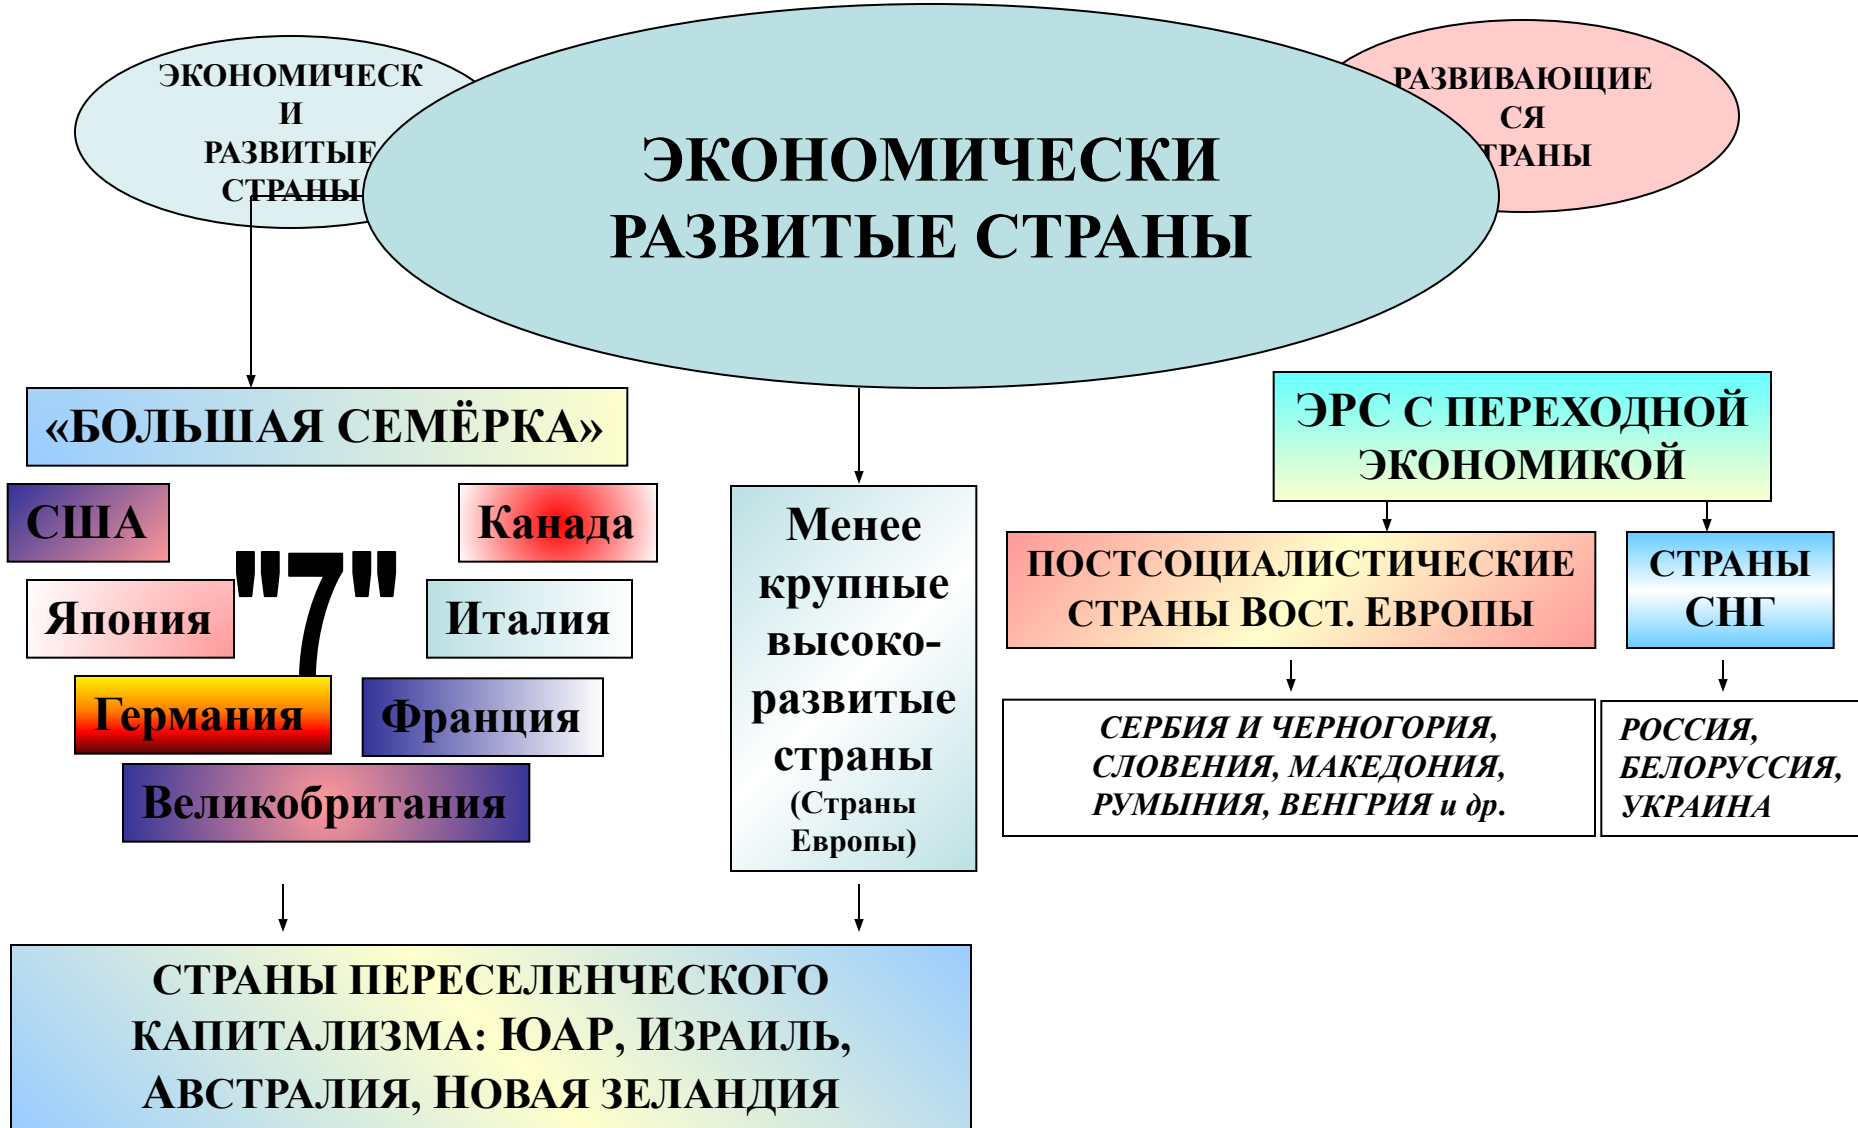 ЭКОНОМИЧЕСК
И
РАЗВИТЫЕ
СТРАНЫ
ЭКОНОМИЧЕСКИ
РАЗВИТЫЕ СТРАНЫ
РАЗВИВАЮЩИЕ
СЯ
СТРАНЫ
«БОЛЬШАЯ СЕМЁРКА»
США
Канада
"7"
Япония
Италия
Германия
Франция
Великобритания
Менее
крупные
высоко-
развитые
страны
(Страны
Европы)
ЭРС С ПЕРЕХОДНОЙ
ЭКОНОМИКОЙ
ПОСТСОЦИАЛИСТИЧЕСКИЕ
СТРАНЫ ВОСТ. ЕВРОПЫ
СТРАНЫ
СНГ
СЕРБИЯ И ЧЕРНОГОРИЯ,
СЛОВЕНИЯ, МАКЕДОНИЯ,
РУМЫНИЯ, ВЕНГРИЯ и др.
РОССИЯ,
БЕЛОРУССИЯ,
УКРАИНА
СТРАНЫ ПЕРЕСЕЛЕНЧЕСКОГО
КАПИТАЛИЗМА: ЮАР, ИЗРАИЛЬ,
АВСТРАЛИЯ, НОВАЯ ЗЕЛАНДИЯ